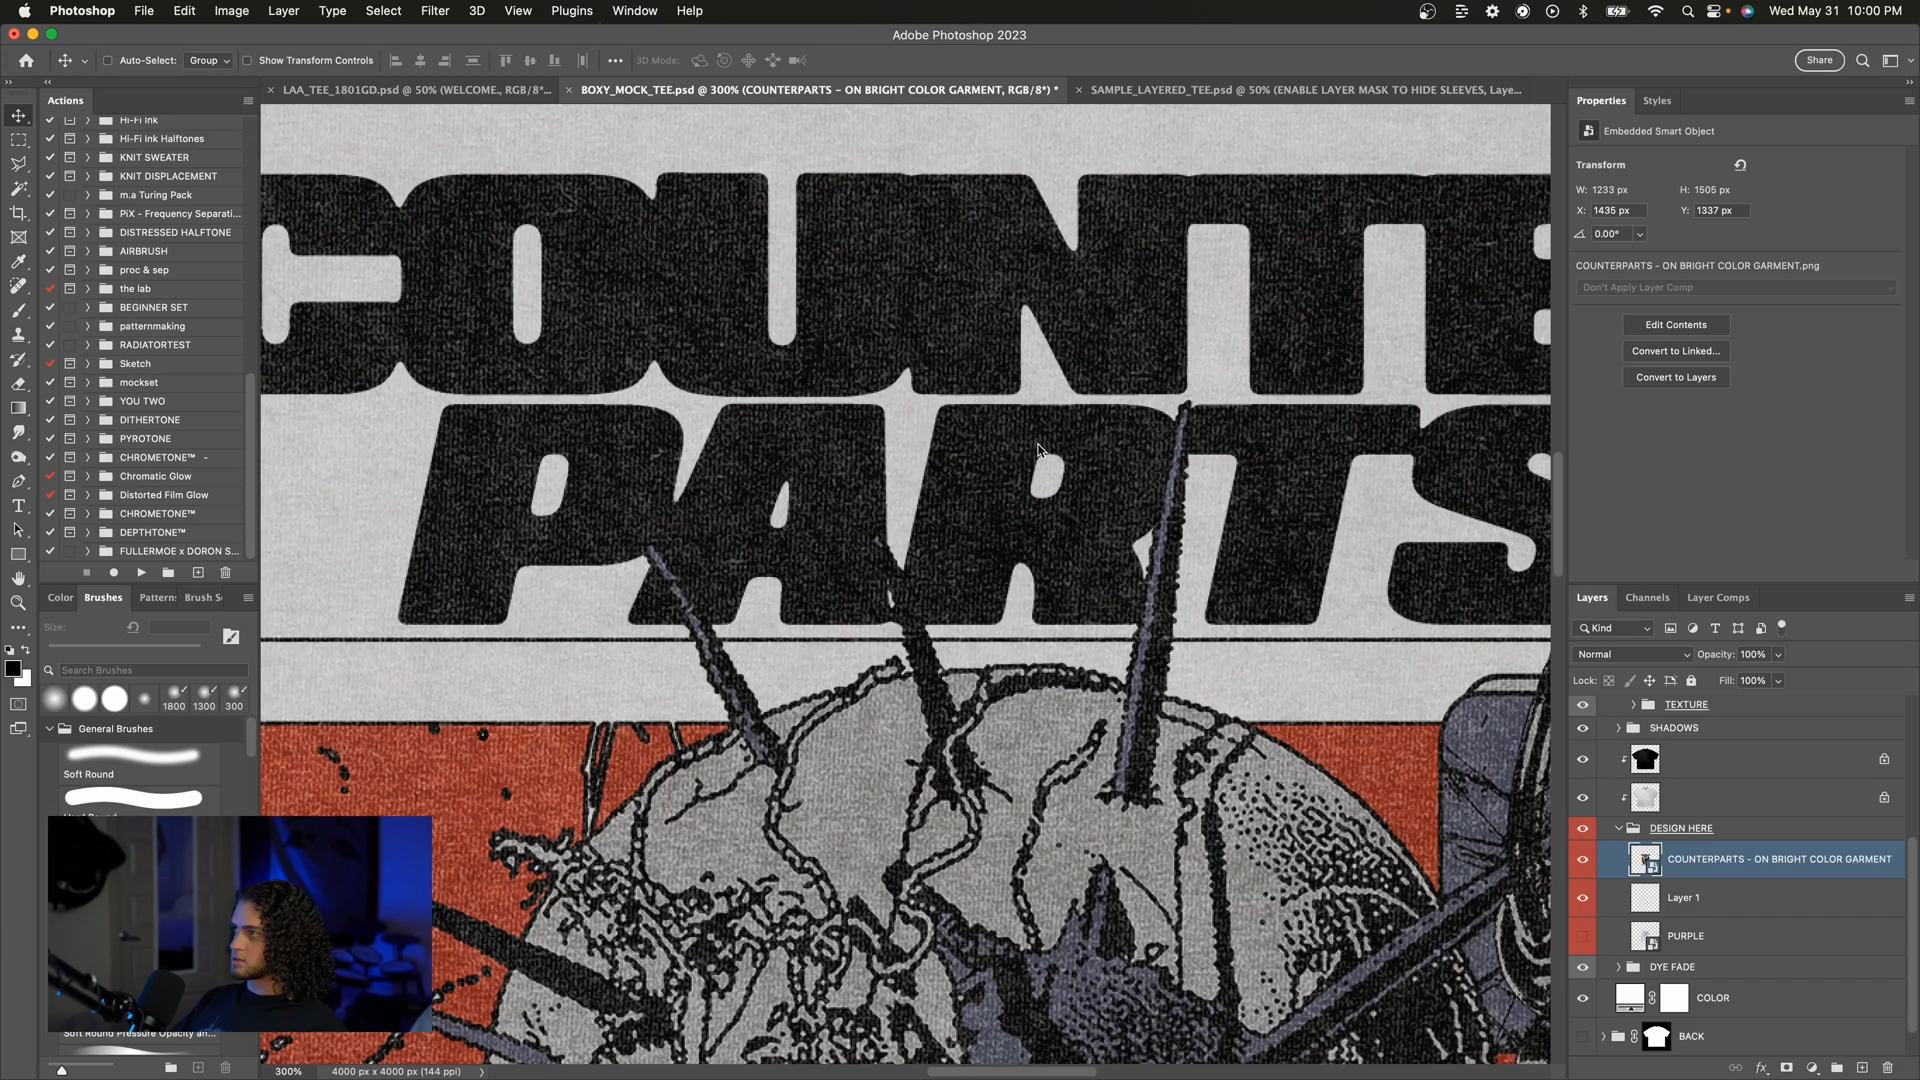 Photoshop File Edit Image Layer Type Select Filter 3D View Plugins Window Help
Wed May 31 10:00 PM
Adobe Photoshop 2023
Auto-Select: Group Show Transform Controls 3D Mode: Share
LAA_TEE_1801GD.psd @ 50% (WELCOME., RGB/8*...
BOXY_MOCK_TEE.psd @ 300% (COUNTERPARTS - ON BRIGHT COLOR GARMENT, RGB/8*) *
SAMPLE_LAYERED_TEE.psd @ 50% (ENABLE LAYER MASK TO HIDE SLEEVES, Laye...
Actions
Hi-Fi Ink
Hi-Fi Ink Halftones
KNIT SWEATER
KNIT DISPLACEMENT
m.a Turing Pack
PiX - Frequency Separati...
DISTRESSED HALFTONE
AIRBRUSH
proc & sep
the lab
BEGINNER SET
patternmaking
RADIATORTEST
Sketch
mockset
YOU TWO
DITHERTONE
PYROTONE
CHROMETONE™ -
Chromatic Glow
Distorted Film Glow
CHROMETONE™
DEPTHTONE™
FULLERMOE x DORON S...
Color Brushes Pattern: Brush S
Size:
Search Brushes
1800 1300 300
General Brushes
Soft Round
Soft Round Pressure Opacity an...
COUNTE
PARTS
300% 4000 px x 4000 px (144 ppi)
Properties Styles
Embedded Smart Object
Transform
W: 1233 px H: 1505 px
X: 1435 px Y: 1337 px
0.00°
COUNTERPARTS - ON BRIGHT COLOR GARMENT.png
Don't Apply Layer Comp
Edit Contents
Convert to Linked...
Convert to Layers
Layers Channels Layer Comps
Kind
Normal Opacity: 100%
Lock: Fill: 100%
TEXTURE
SHADOWS
DESIGN HERE
COUNTERPARTS - ON BRIGHT COLOR GARMENT
Layer 1
PURPLE
DYE FADE
COLOR
BACK
fx